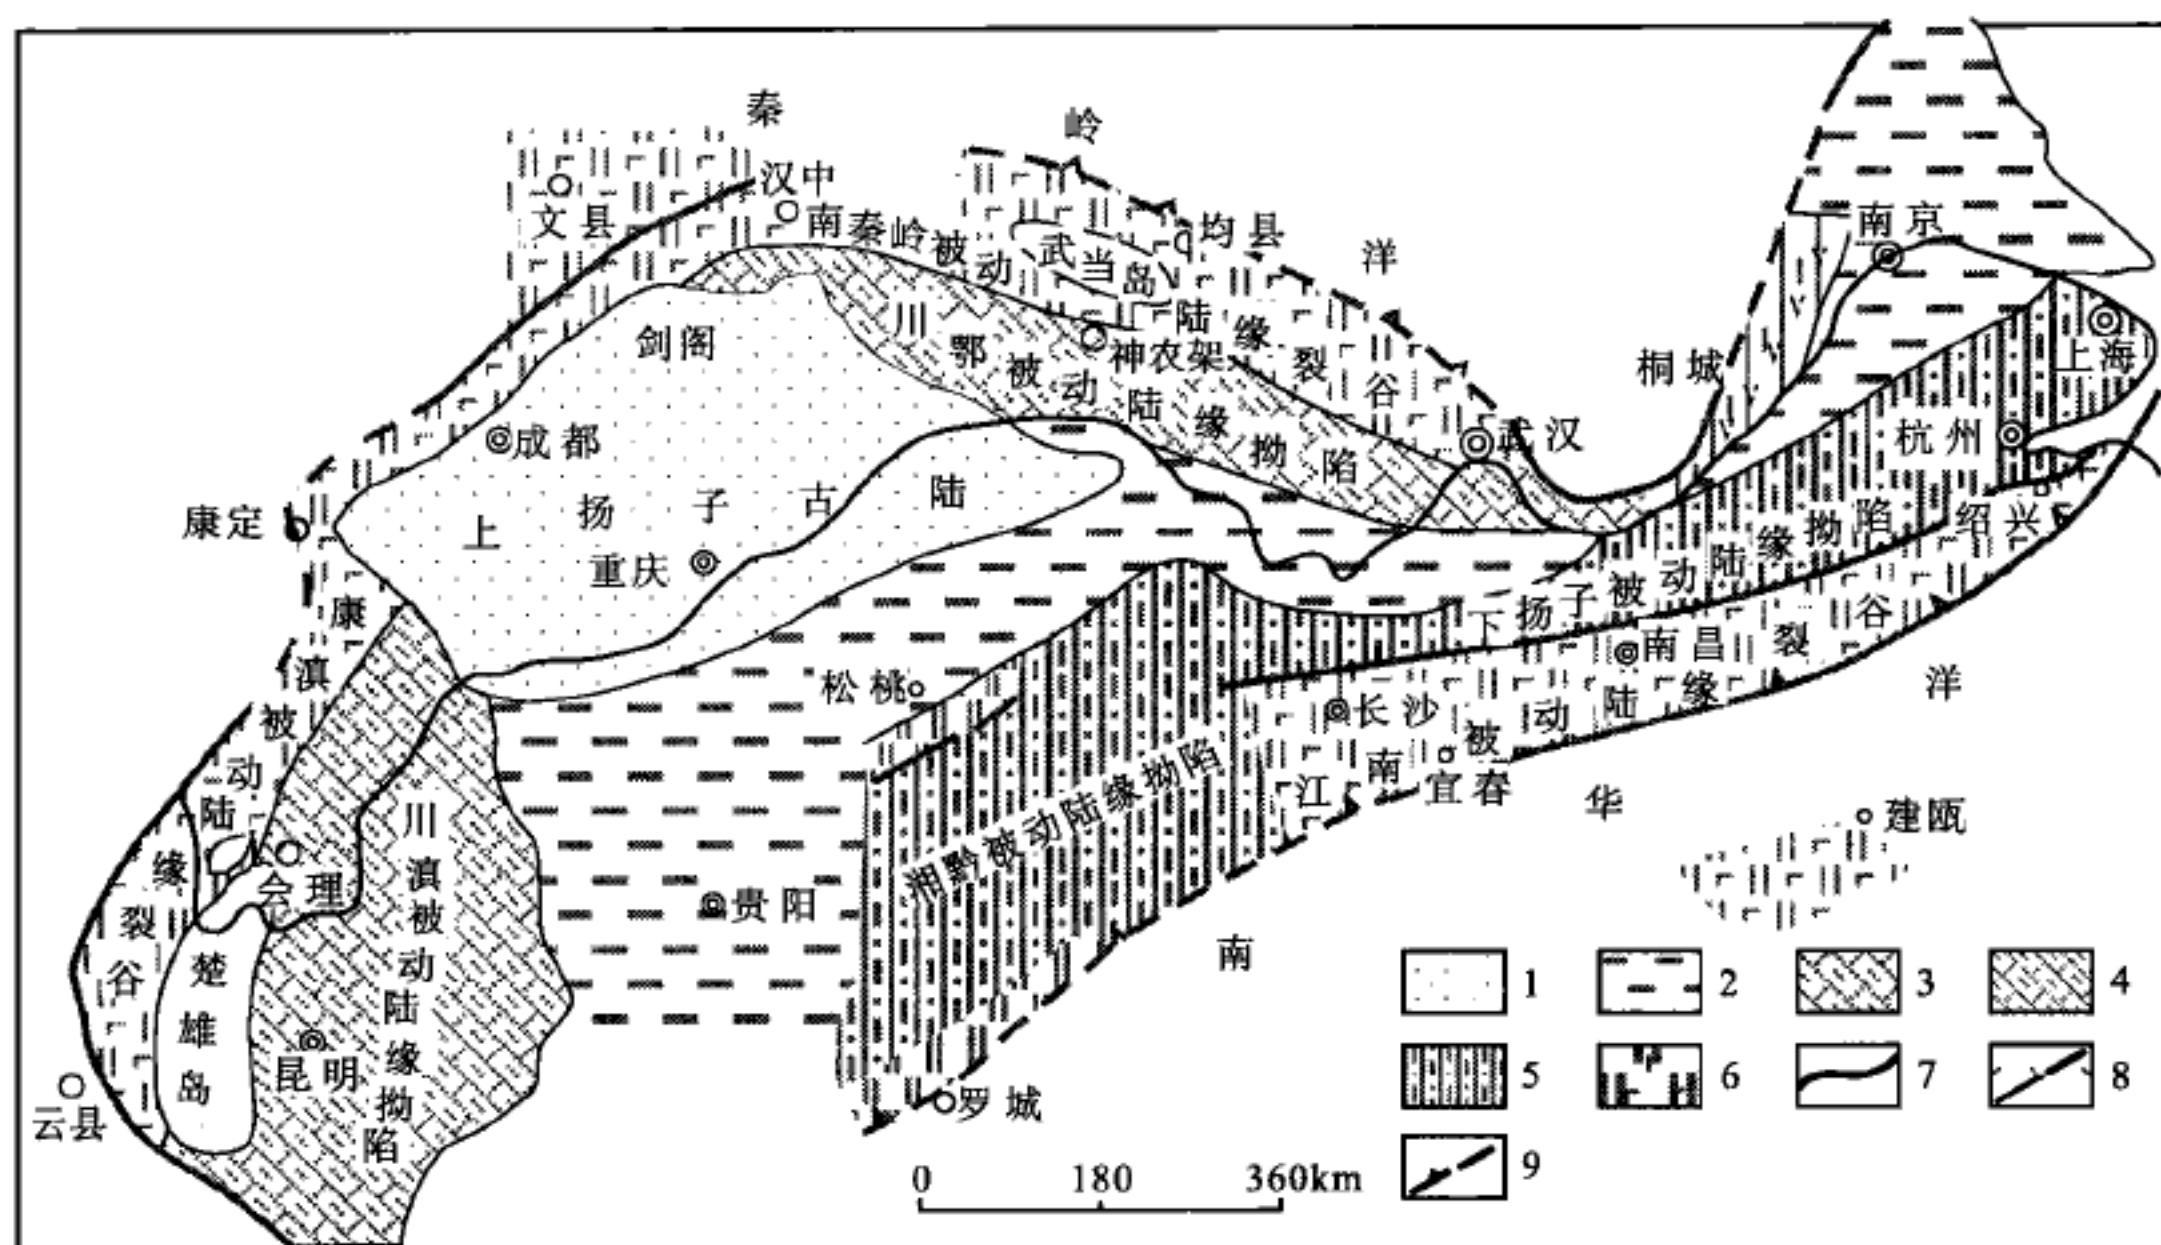 秦岭洋
汉中
文县
南秦岭被动陆缘裂谷
武当岛
均县
南京
剑阁
川鄂被动陆缘拗陷
神农架
桐城
上海
成都
武汉
杭州
上扬子古陆
康定
重庆
绍兴
下扬子被动陆缘拗陷
康滇被动陆缘裂谷
松桃
南昌
长沙
江南被动陆缘裂谷
宜春
华南洋
湘黔被动陆缘拗陷
川滇被动陆缘拗陷
建瓯
会理
贵阳
楚雄岛
昆明
云县
罗城
1 2 3 4
5 6 7 8
9
0 180 360km